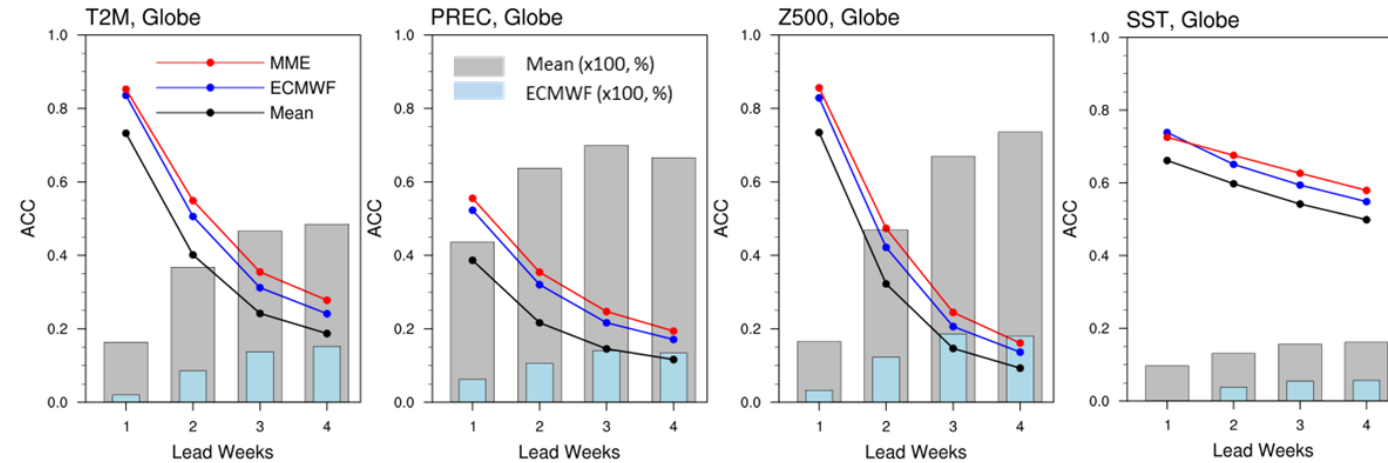 T2M, Globe
1.0
0.8
0.6
0.4
0.2
0.0
ACC
MME
ECMWF
Mean
1 2 3 4
Lead Weeks
PREC, Globe
1.0
0.8
0.6
0.4
0.2
0.0
ACC
Mean (x100, %)
ECMWF (x100, %)
1 2 3 4
Lead Weeks
Z500, Globe
1.0
0.8
0.6
0.4
0.2
0.0
ACC
1 2 3 4
Lead Weeks
SST, Globe
1.0
0.8
0.6
0.4
0.2
0.0
ACC
1 2 3 4
Lead Weeks